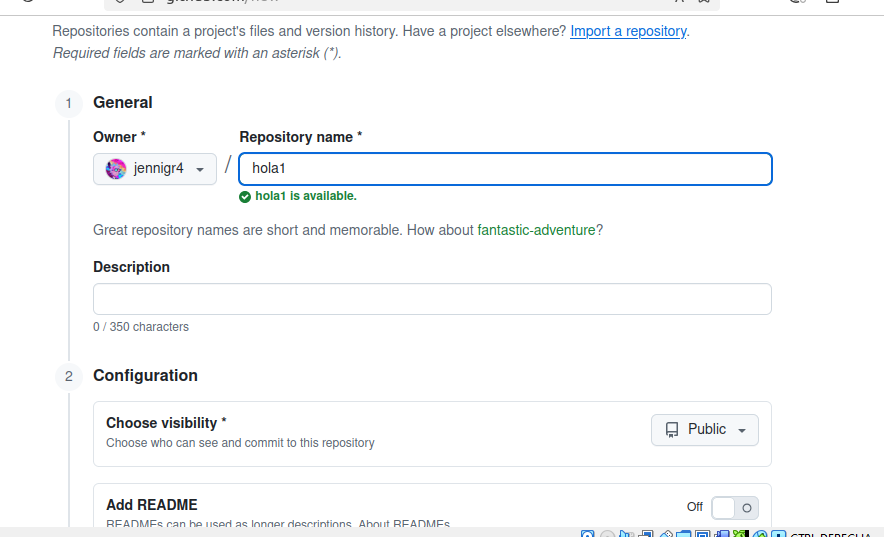 Repositories contain a project's files and version history. Have a project elsewhere? Import a repository.
Required fields are marked with an asterisk (*).
1 General
Owner * Repository name *
jennigr4 / hola1
hola1 is available.
Great repository names are short and memorable. How about fantastic-adventure?
Description
0 / 350 characters
2 Configuration
Choose visibility *
Choose who can see and commit to this repository
Public
Add README
Off
READMEs can be used as longer descriptions. About READMEs
CTRL DERECHA